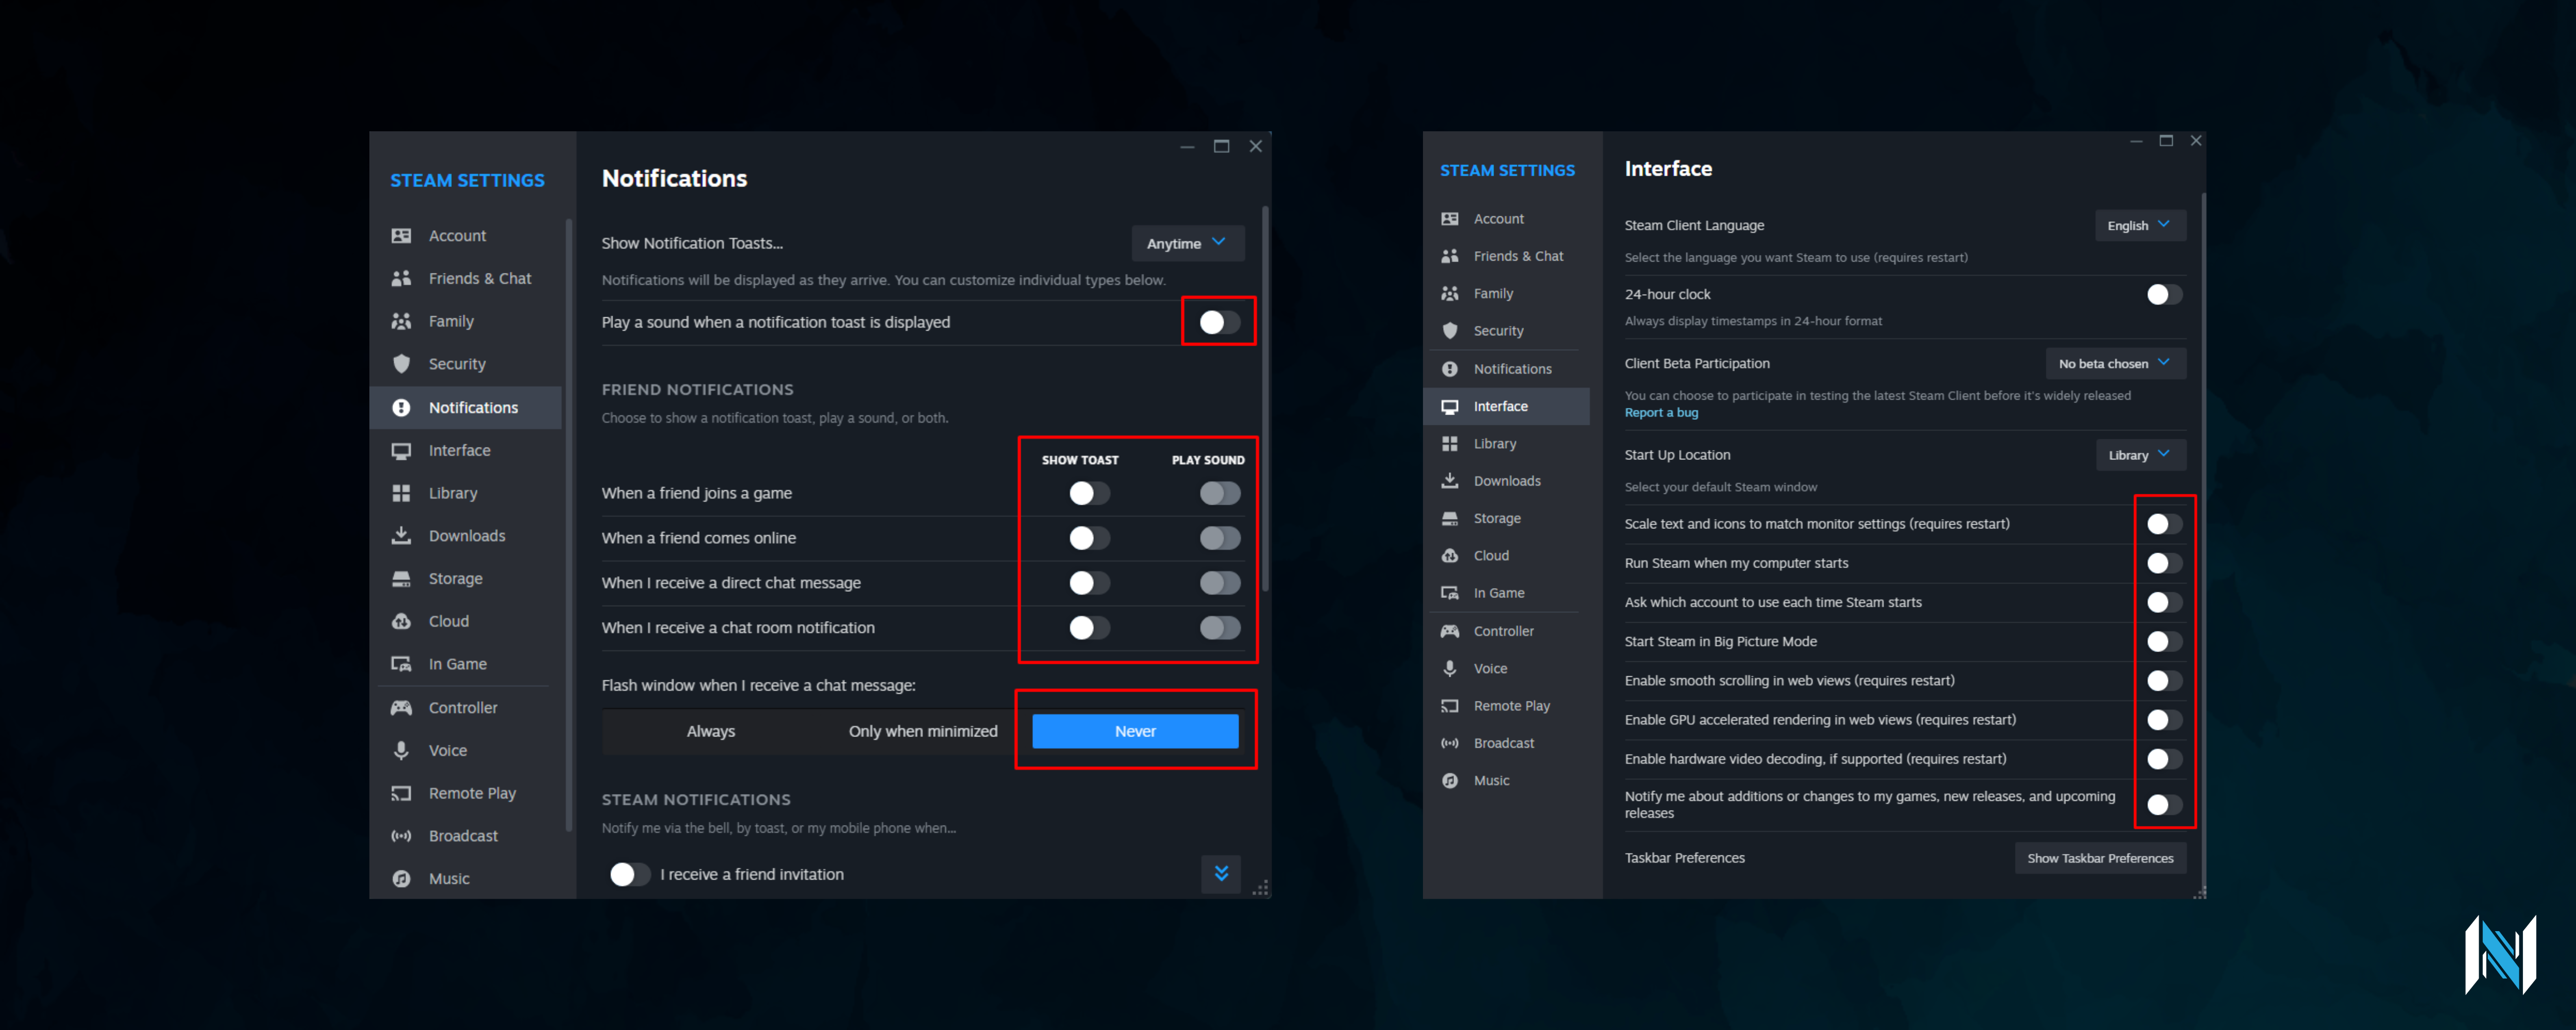 STEAM SETTINGS
Account
Friends & Chat
Family
Security
Notifications
Interface
Library
Downloads
Storage
Cloud
In Game
Controller
Voice
Remote Play
Broadcast
Music
Notifications
Show Notification Toasts...
Anytime
Notifications will be displayed as they arrive. You can customize individual types below.
Play a sound when a notification toast is displayed
FRIEND NOTIFICATIONS
Choose to show a notification toast, play a sound, or both.
SHOW TOAST PLAY SOUND
When a friend joins a game
When a friend comes online
When I receive a direct chat message
When I receive a chat room notification
Flash window when I receive a chat message:
Always Only when minimized Never
STEAM NOTIFICATIONS
Notify me via the bell, by toast, or my mobile phone when...
I receive a friend invitation
STEAM SETTINGS
Account
Friends & Chat
Family
Security
Notifications
Interface
Library
Downloads
Storage
Cloud
In Game
Controller
Voice
Remote Play
Broadcast
Music
Interface
Steam Client Language
English
Select the language you want Steam to use (requires restart)
24-hour clock
Always display timestamps in 24-hour format
Client Beta Participation
No beta chosen
You can choose to participate in testing the latest Steam Client before it's widely released
Report a bug
Start Up Location
Library
Select your default Steam window
Scale text and icons to match monitor settings (requires restart)
Run Steam when my computer starts
Ask which account to use each time Steam starts
Start Steam in Big Picture Mode
Enable smooth scrolling in web views (requires restart)
Enable GPU accelerated rendering in web views (requires restart)
Enable hardware video decoding, if supported (requires restart)
Notify me about additions or changes to my games, new releases, and upcoming
releases
Taskbar Preferences
Show Taskbar Preferences